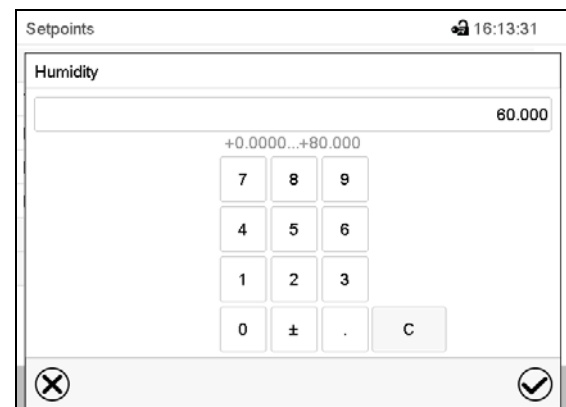 Setpoints 16:13:31
Humidity
60.000
+0.0000...+80.000
7 8 9
4 5 6
1 2 3
0 ± . C